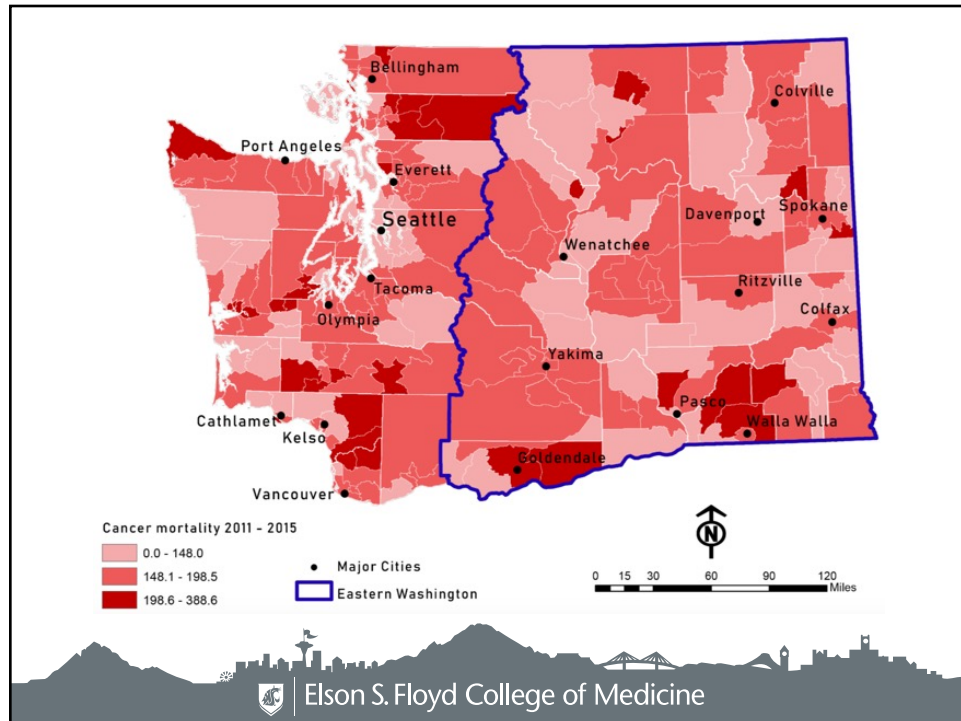 Bellingham
Colville
Port Angeles
Everett
Seattle
Davenport
Spokane
Wenatchee
Tacoma
Ritzville
Olympia
Colfax
Yakima
Pasco
Cathlamet
Walla Walla
Kelso
Goldendale
Vancouver
Cancer mortality 2011 - 2015
0.0 - 148.0
148.1 - 198.5
198.6 - 388.6
Major Cities
Eastern Washington
N
0 15 30 60 90 120
Miles
Elson S. Floyd College of Medicine